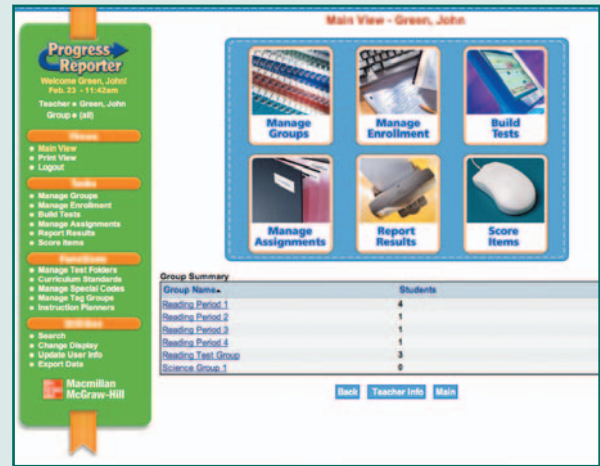 Main View - Green, John
Progress
Reporter
Welcome Green, John!
Feb. 23 - 11:42am
Teacher • Green, John
Group • (all)
Views
Main View
Print View
Logout
Tasks
Manage Groups
Manage Enrollment
Build Tests
Manage Assignments
Report Results
Score Items
Functions
Manage Test Folders
Curriculum Standards
Manage Special Codes
Manage Tag Groups
Instruction Planners
Utilities
Search
Change Display
Update User Info
Export Data
Macmillan
McGraw-Hill
Manage
Groups
Manage
Enrollment
Build
Tests
Manage
Assignments
Report
Results
Score
Items
Group Summary
Group Name Students
Reading Period 1 4
Reading Period 2 1
Reading Period 3 1
Reading Period 4 1
Reading Test Group 3
Science Group 1 0
Back Teacher Info Main